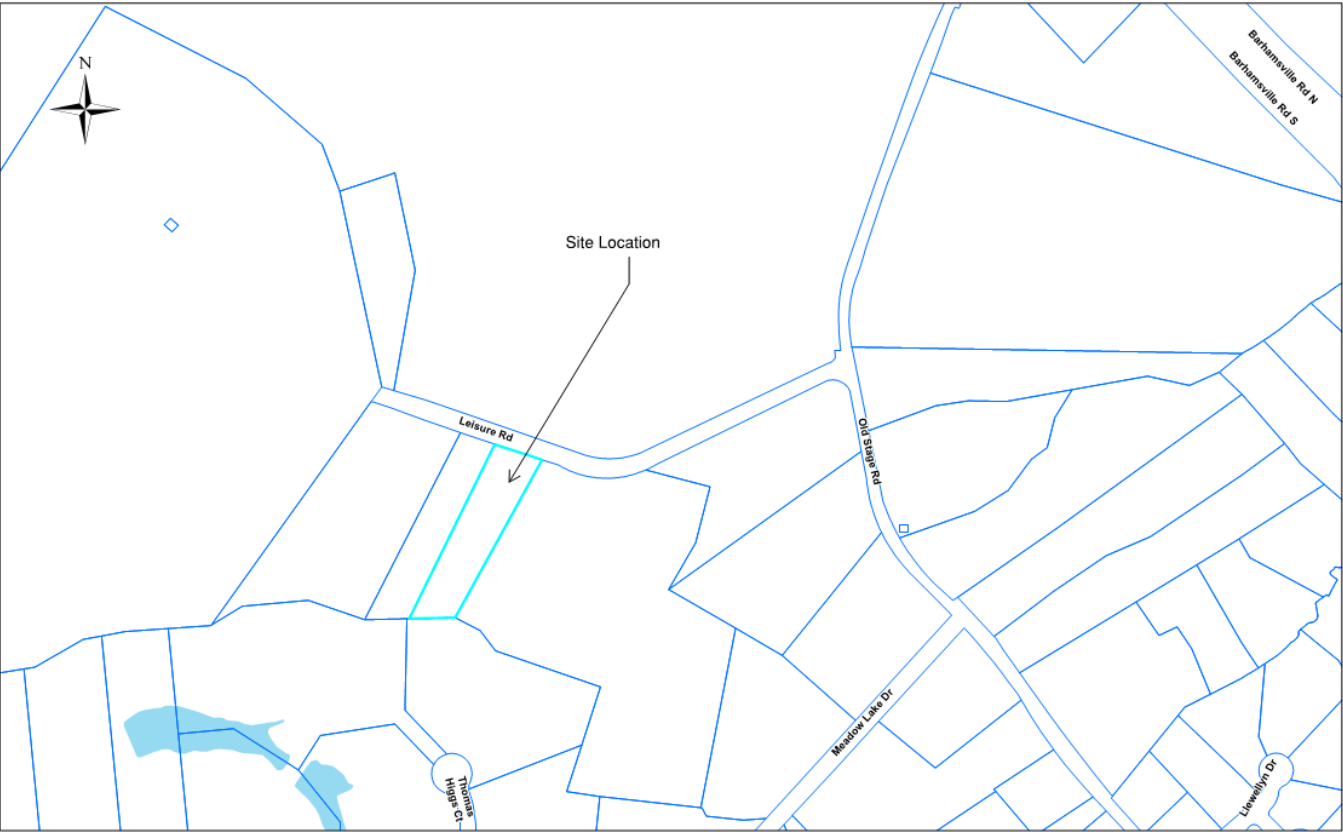 N
Barhamsville Rd N
Barhamsville Rd S
Site Location
Leisure Rd
Old Stage Rd
Meadow Lake Dr
Thomas
Higgs Ct
Llewellyn Dr